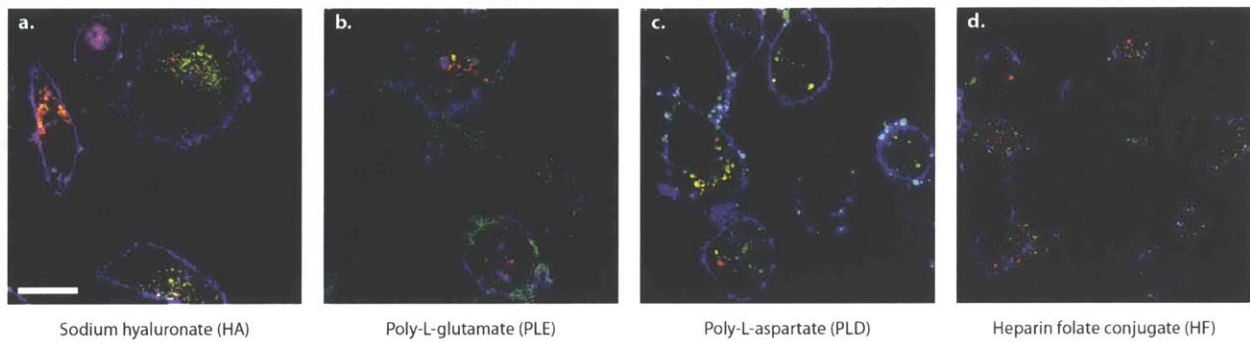 a.
b.
c.
d.
Sodium hyaluronate (HA)
Poly-L-glutamate (PLE)
Poly-L-aspartate (PLD)
Heparin folate conjugate (HF)